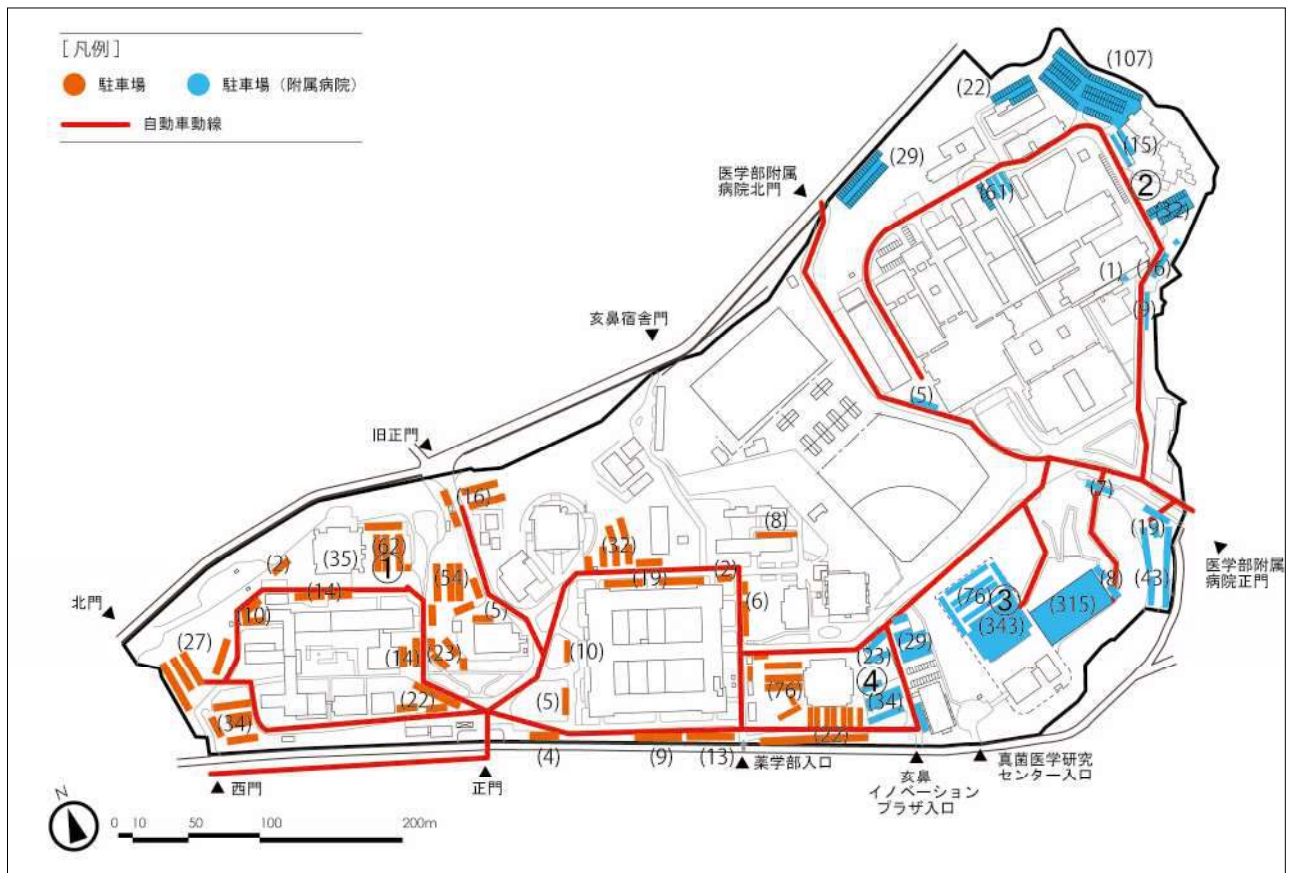 [凡例]
駐車場
駐車場（附属病院）
自動車動線
(107)
(22)
(15)
(29)
医学部附属
病院北門
②
(61)
(32)
(1)
(16)
(9)
亥鼻宿舎門
(5)
旧正門
(7)
(16)
(8)
(19)
(62)
(35)
(32)
医学部附属
病院正門
①
(2)
(54)
(19)
(2)
(8)
(43)
(14)
(6)
(76)
③
(315)
北門
(10)
(5)
(343)
(27)
(14)
(23)
(10)
(23)
(29)
④
(34)
(22)
(5)
(76)
(34)
(4)
(9)
(13)
(22)
西門
正門
薬学部入口
亥鼻
イノベーション
プラザ入口
真菌医学研究
センター入口
N
0 10 50 100 200m